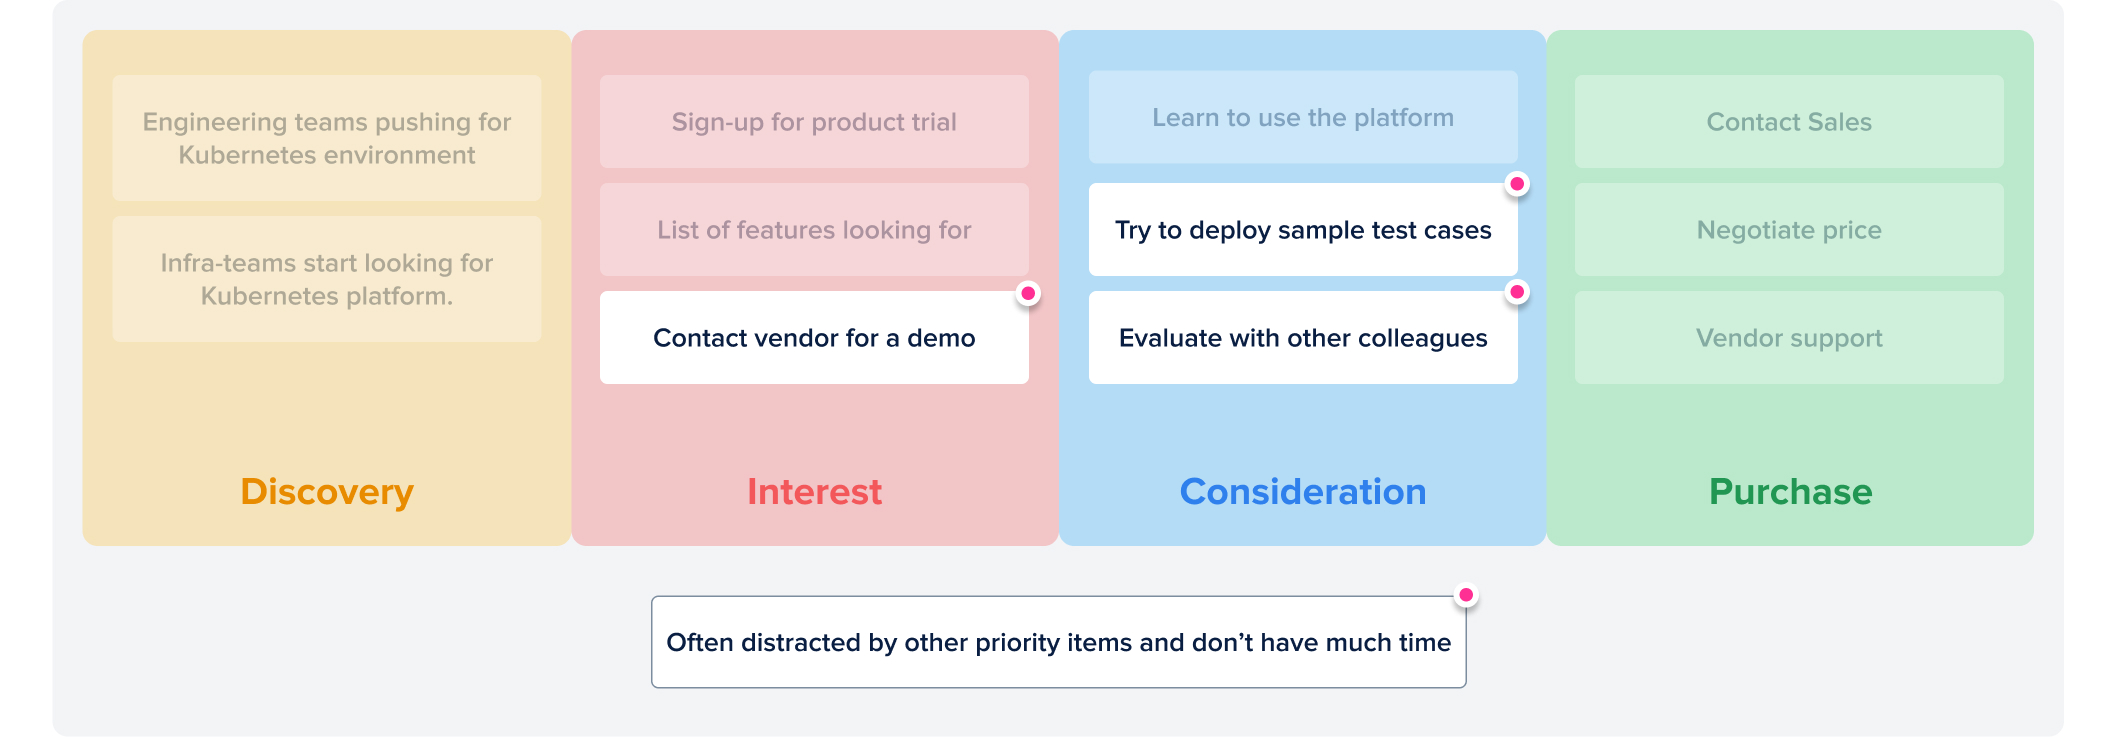 Engineering teams pushing for
Kubernetes environment
Infra-teams start looking for
Kubernetes platform.
Discovery
Sign-up for product trial
List of features looking for
Contact vendor for a demo
Interest
Learn to use the platform
Try to deploy sample test cases
Evaluate with other colleagues
Consideration
Contact Sales
Negotiate price
Vendor support
Purchase
Often distracted by other priority items and don’t have much time